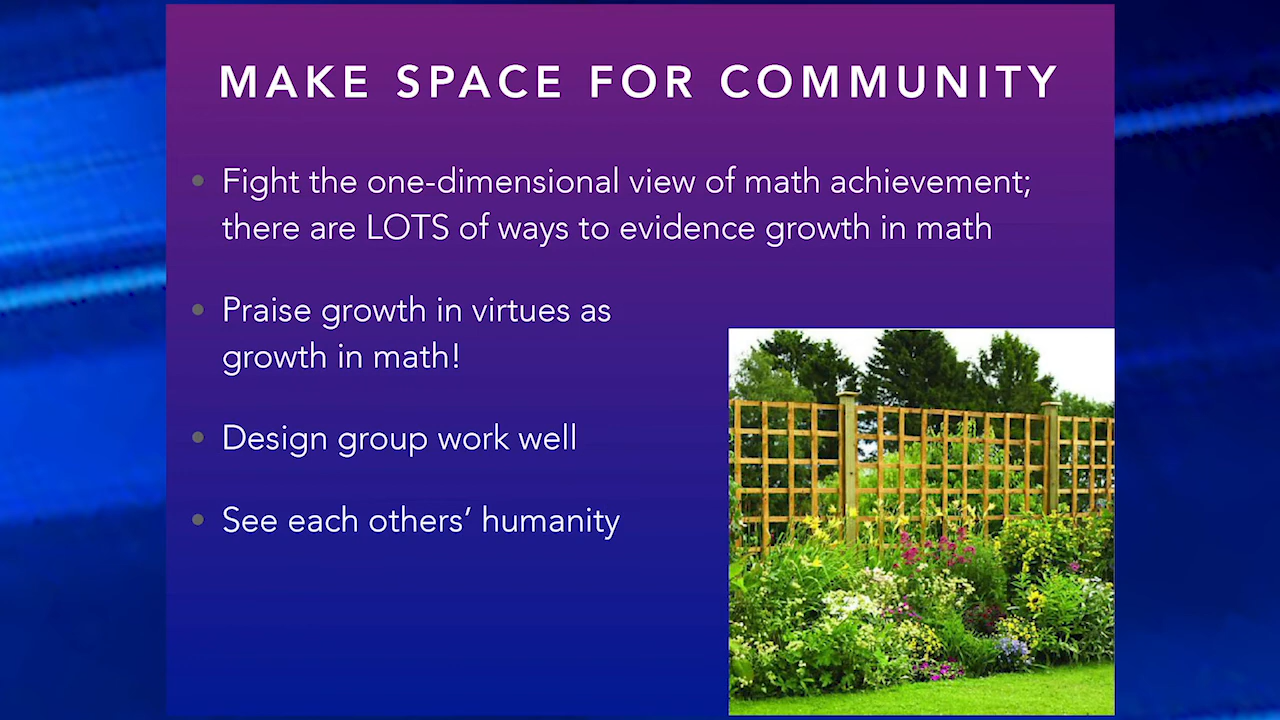 MAKE SPACE FOR COMMUNITY
• Fight the one-dimensional view of math achievement;
there are LOTS of ways to evidence growth in math
• Praise growth in virtues as
growth in math!
• Design group work well
• See each others’ humanity